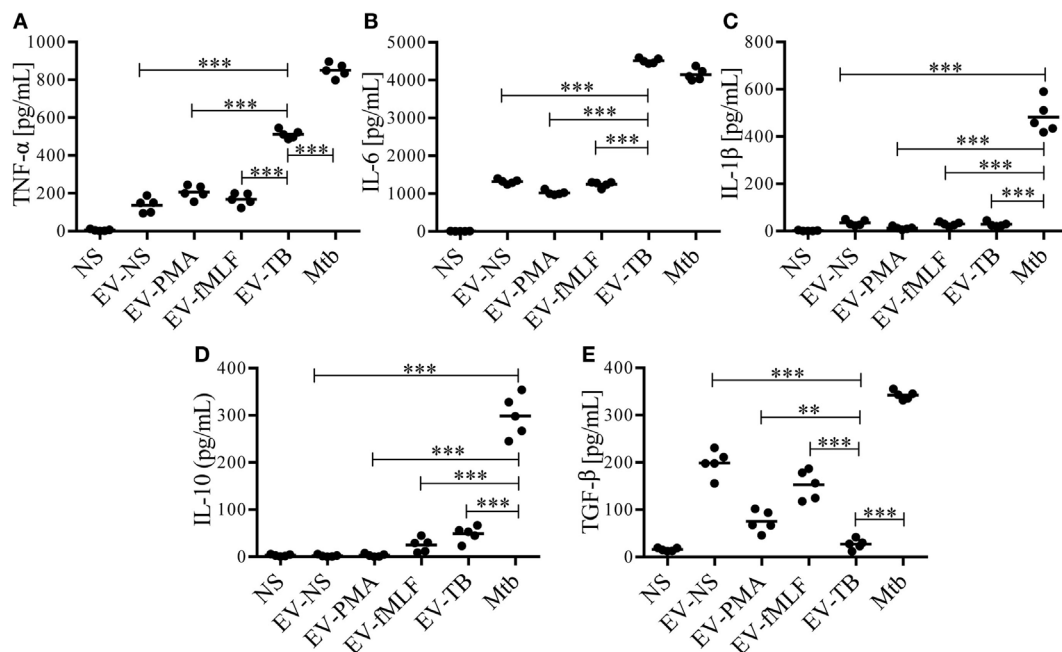 A
TNF-α [pg/mL]
1000
800
600
400
200
0
***
***
***
***
NS
EV-NS
EV-PMA
EV-fMLF
EV-TB
Mtb
B
IL-6 [pg/mL]
5000
4000
3000
2000
1000
0
***
***
***
NS
EV-NS
EV-PMA
EV-fMLF
EV-TB
Mtb
C
IL-1β [pg/mL]
800
600
400
200
0
***
***
***
***
NS
EV-NS
EV-PMA
EV-fMLF
EV-TB
Mtb
D
IL-10 (pg/mL)
400
300
200
100
0
***
***
***
***
NS
EV-NS
EV-PMA
EV-fMLF
EV-TB
Mtb
E
TGF-β [pg/mL]
400
300
200
100
0
***
**
***
***
NS
EV-NS
EV-PMA
EV-fMLF
EV-TB
Mtb